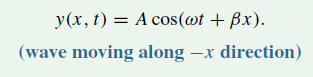 y(x, t) = A cos(ωt + βx).
(wave moving along −x direction)